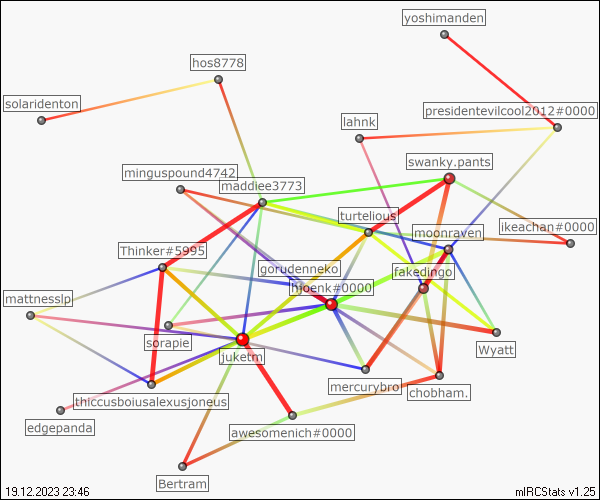 yoshimanden
hos8778
solaridenton
presidentevilcool2012#0000
lahnk
swanky.pants
minguspound4742
maddiee3773
turtelious
ikeachan#0000
moonraven
Thinker#5995
gorudenneko
fakedingo
hioenk#0000
mattnesslp
sorapie
juketm
Wyatt
mercurybro
chobham.
thiccusboiusalexusjoneus
edgepanda
awesomenich#0000
Bertram
19.12.2023 23:46
mIRCStats v1.25